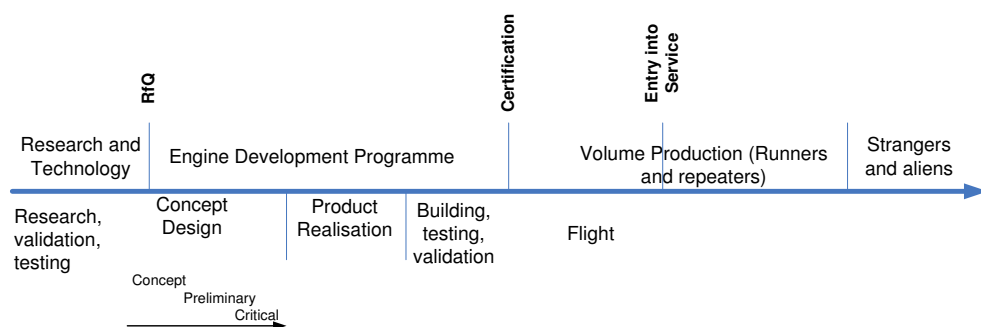 RfQ
Certification
Entry into
Service
Research and
Technology
Engine Development Programme
Volume Production (Runners
and repeaters)
Strangers
and aliens
Research,
validation,
testing
Concept
Design
Product
Realisation
Building,
testing,
validation
Flight
Concept
Preliminary
Critical